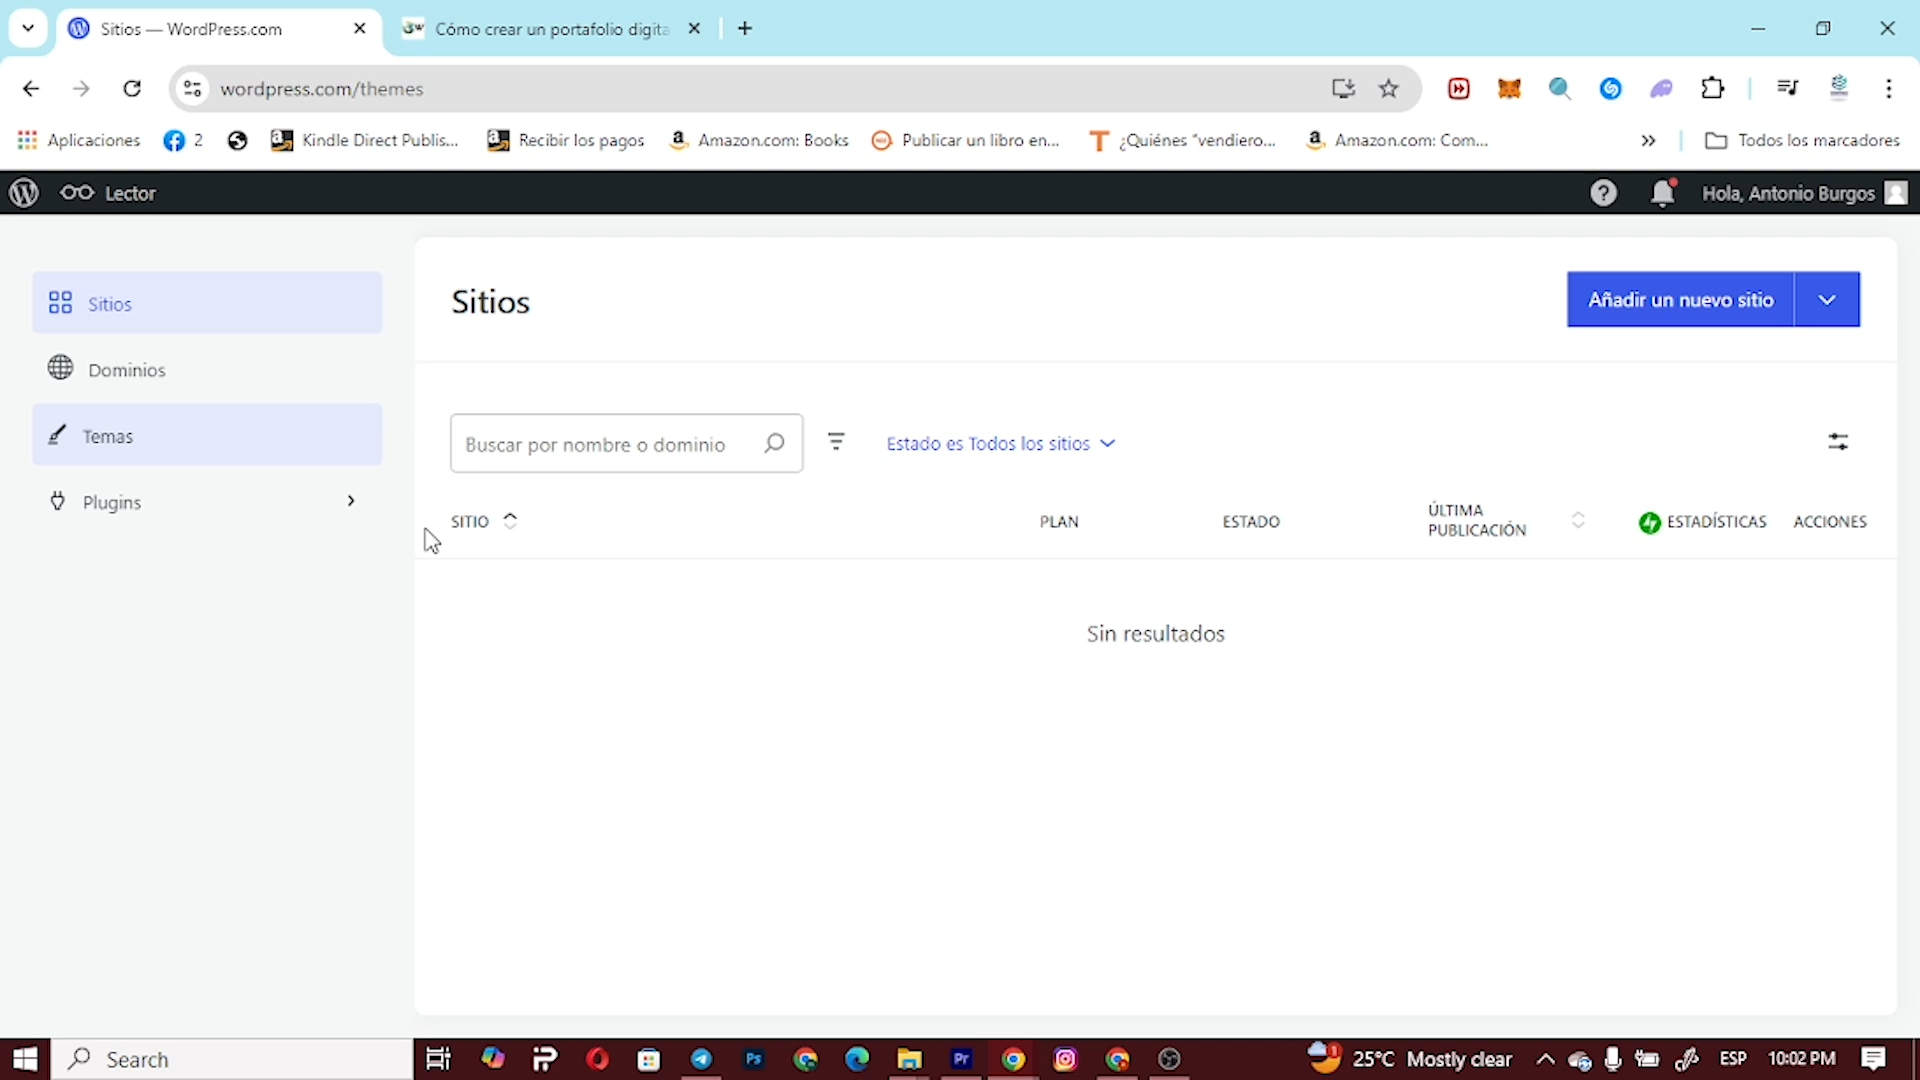 Sitios — WordPress.com
Cómo crear un portafolio digita
wordpress.com/themes
Aplicaciones
2
Kindle Direct Publis...
Recibir los pagos
Amazon.com: Books
Publicar un libro en...
¿Quiénes "vendiero...
Amazon.com: Com...
Todos los marcadores
Lector
Hola, Antonio Burgos
Sitios
Dominios
Temas
Plugins
Sitios
Añadir un nuevo sitio
Buscar por nombre o dominio
Estado es Todos los sitios
SITIO
PLAN
ESTADO
ÚLTIMA
PUBLICACIÓN
ESTADÍSTICAS
ACCIONES
Sin resultados
Search
Ps
Pr
1
25°C Mostly clear
ESP
10:02 PM